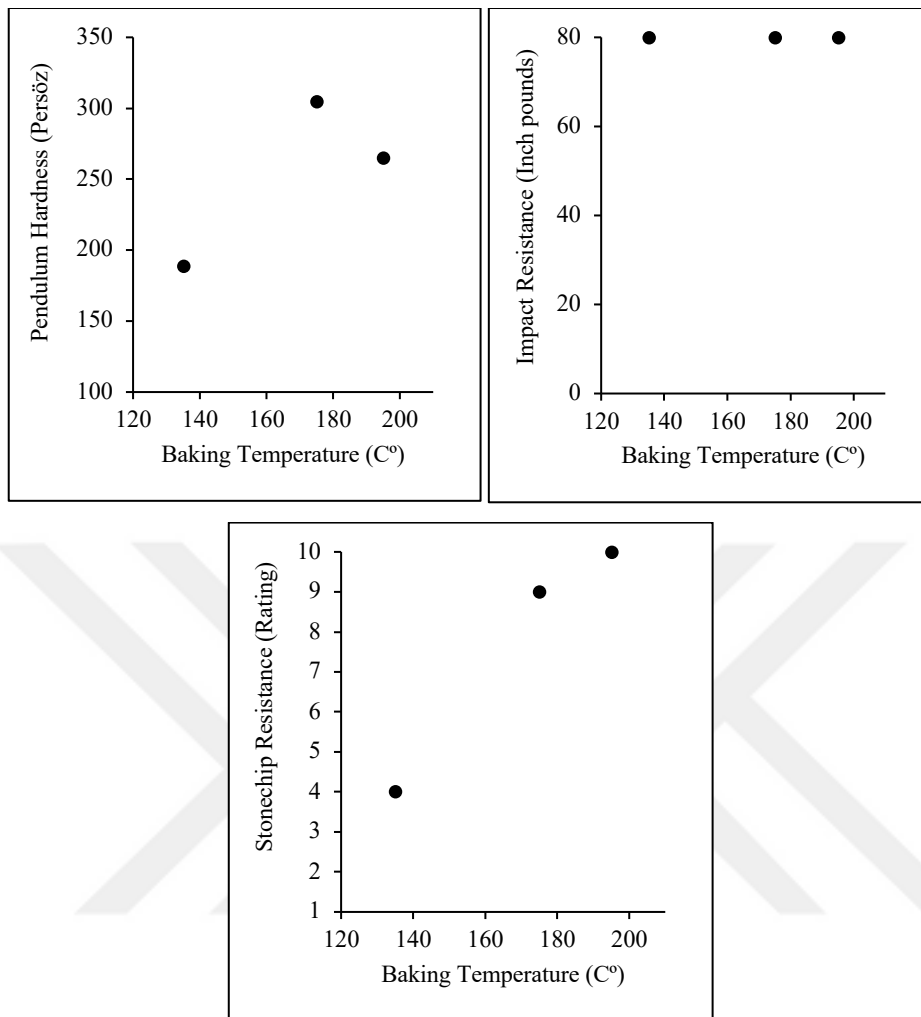 Pendulum Hardness (Persöz)
350
300
250
200
150
100
120 140 160 180 200
Baking Temperature (Cº)
Impact Resistance (Inch pounds)
80
60
40
20
0
120 140 160 180 200
Baking Temperature (Cº)
Stonechip Resistance (Rating)
10
9
8
7
6
5
4
3
2
1
120 140 160 180 200
Baking Temperature (Cº)